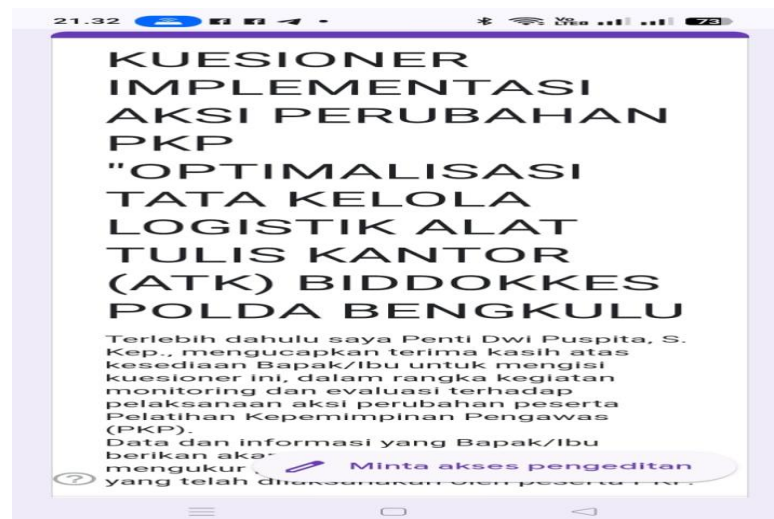 21.32
73
KUESIONER
IMPLEMENTASI
AKSI PERUBAHAN
PKP
"OPTIMALISASI
TATA KELOLA
LOGISTIK ALAT
TULIS KANTOR
(ATK) BIDDOKKES
POLDA BENGKULU
Terlebih dahulu saya Penti Dwi Puspita, S.
Kep., mengucapkan terima kasih atas
kesediaan Bapak/Ibu untuk mengisi
kuesioner ini, dalam rangka kegiatan
monitoring dan evaluasi terhadap
pelaksanaan aksi perubahan peserta
Pelatihan Kepemimpinan Pengawas
(PKP).
Data dan informasi yang Bapak/Ibu
berikan
mengukur
Minta akses pengeditan
yang telah